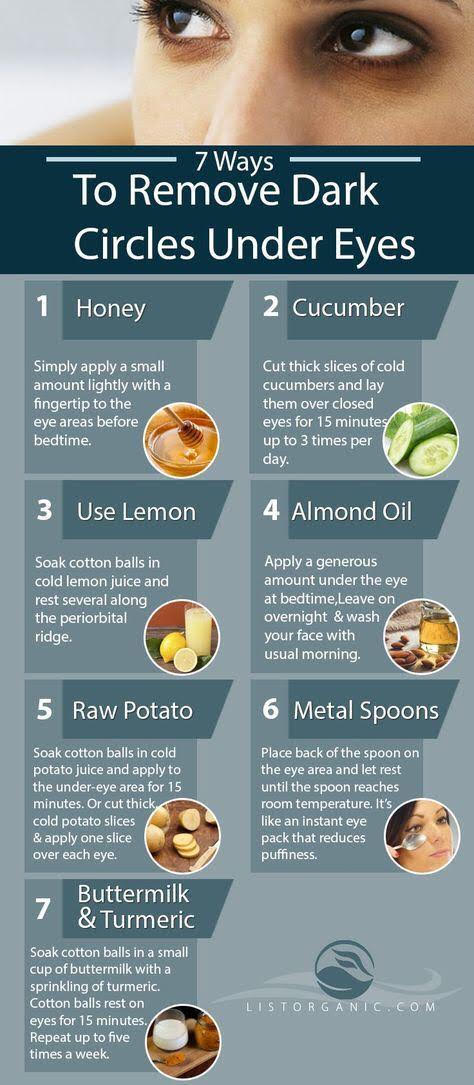 7 Ways
To Remove Dark
Circles Under Eyes
1 Honey
Simply apply a small
amount lightly with a
fingertip to the
eye areas before
bedtime.
2 Cucumber
Cut thick slices of cold
cucumbers and lay
them over closed
eyes for 15 minutes
up to 3 times per
day.
3 Use Lemon
Soak cotton balls in
cold lemon juice and
rest several along
the periorbital
ridge.
4 Almond Oil
Apply a generous
amount under the eye
at bedtime,Leave on
overnight & wash
your face with
usual morning.
5 Raw Potato
Soak cotton balls in cold
potato juice and apply to
the under-eye area for 15
minutes. Or cut thick,
cold potato slices
& apply one slice
over each eye.
6 Metal Spoons
Place back of the spoon on
the eye area and let rest
until the spoon reaches
room temperature. It's
like an instant eye
pack that reduces
puffiness.
7 Buttermilk
& Turmeric
Soak cotton balls in a small
cup of buttermilk with a
sprinkling of turmeric.
Cotton balls rest on
eyes for 15 minutes.
Repeat up to five
times a week.
LISTORGANIC.COM